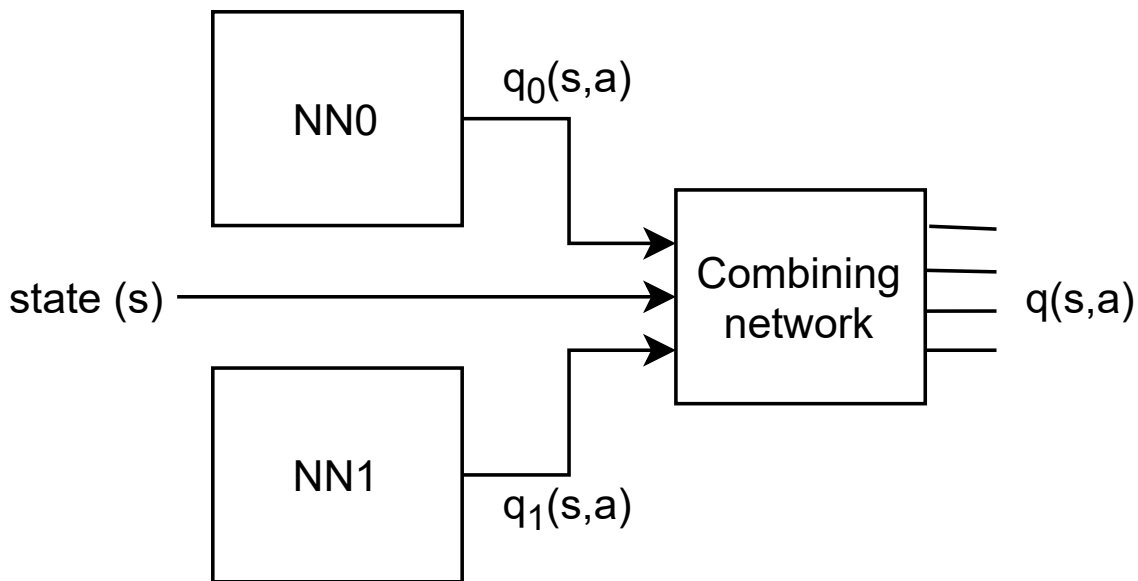 NN0
q₀(s,a)
state (s)
Combining
network
q(s,a)
NN1
q₁(s,a)